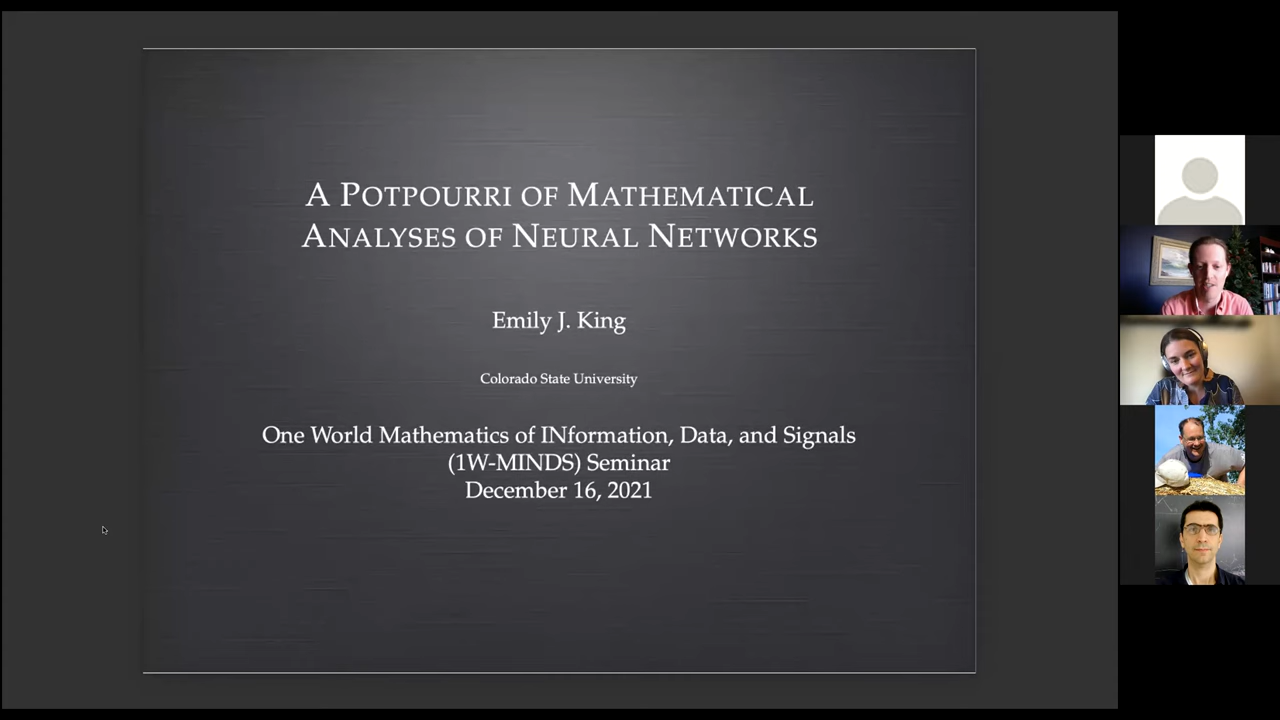 A POTPOURRI OF MATHEMATICAL
ANALYSES OF NEURAL NETWORKS
Emily J. King
Colorado State University
One World Mathematics of INformation, Data, and Signals
(1W-MINDS) Seminar
December 16, 2021